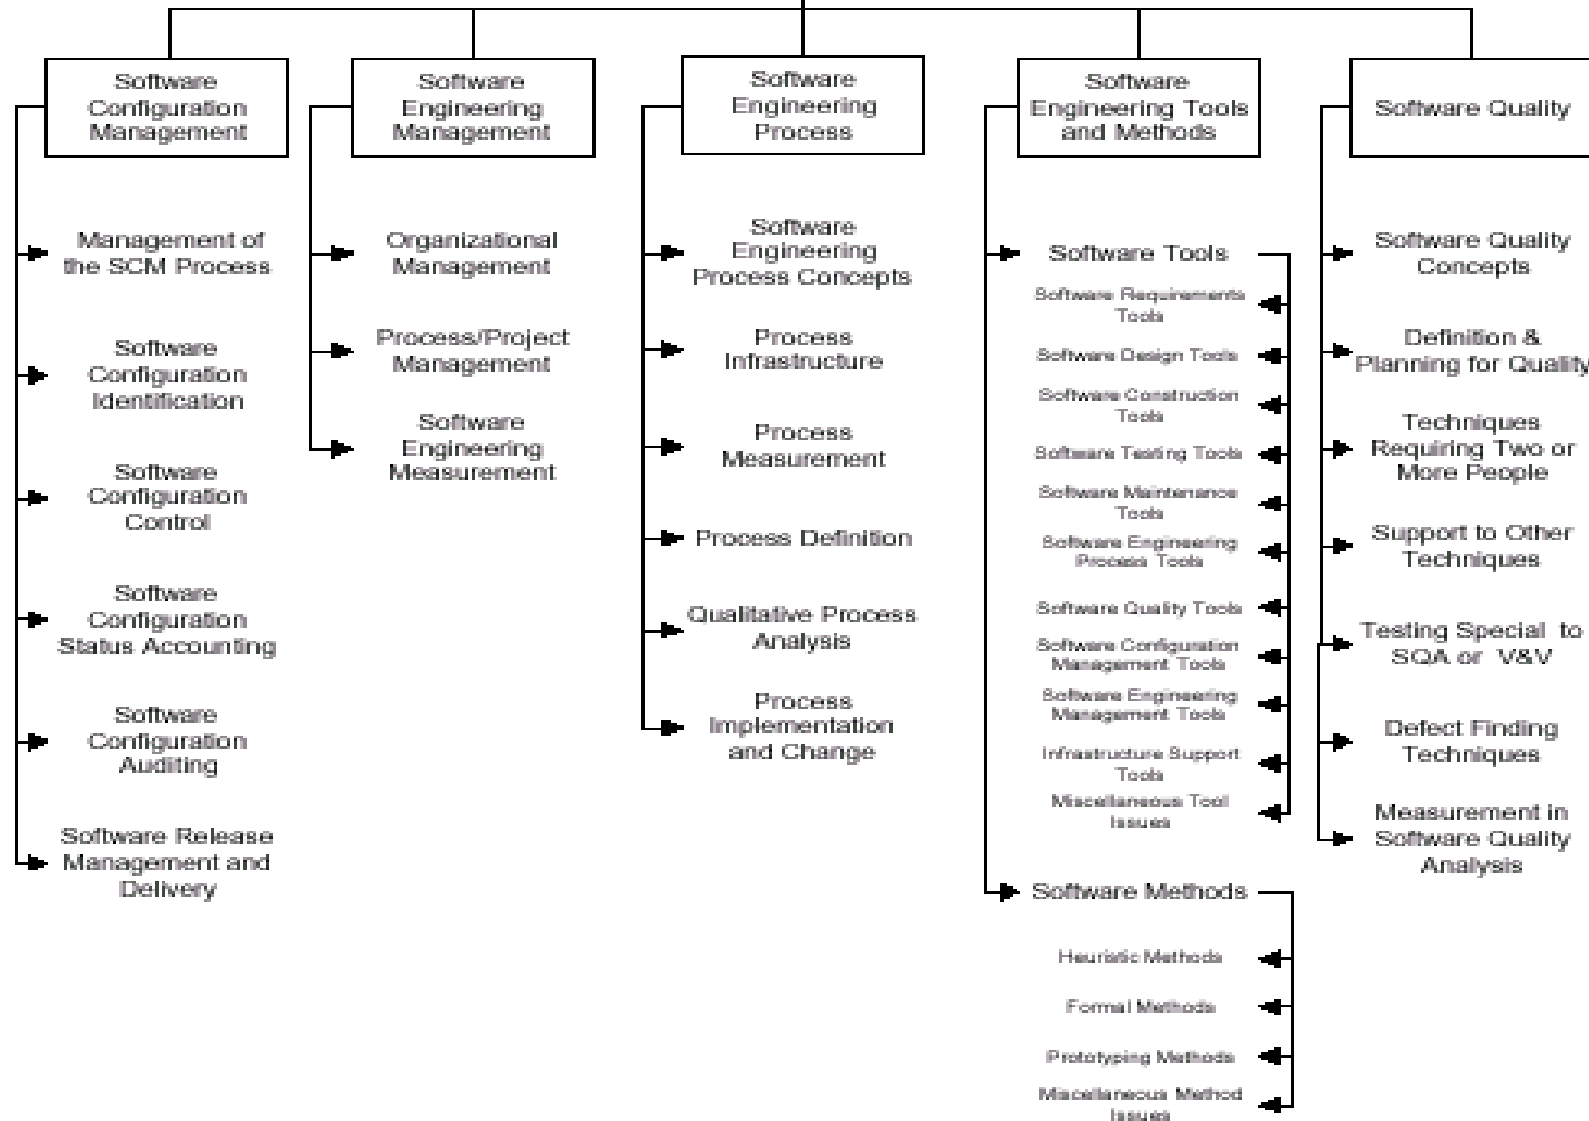 Software
Configuration
Management
Management of
the SCM Process
Software
Configuration
Identification
Software
Configuration
Control
Software
Configuration
Status Accounting
Software
Configuration
Auditing
Software Release
Management and
Delivery
Software
Engineering
Management
Organizational
Management
Process/Project
Management
Software
Engineering
Measurement
Software
Engineering
Process
Software
Engineering
Process Concepts
Process
Infrastructure
Process
Measurement
Process Definition
Qualitative Process
Analysis
Process
Implementation
and Change
Software
Engineering Tools
and Methods
Software Tools
Software Requirements
Tools
Software Design Tools
Software Construction
Tools
Software Testing Tools
Software Maintenance
Tools
Software Engineering
Process Tools
Software Quality Tools
Software Configuration
Management Tools
Software Engineering
Management Tools
Infrastructure Support
Tools
Miscellaneous Tool
Issues
Software Methods
Heuristic Methods
Formal Methods
Prototyping Methods
Miscellaneous Method
Issues
Software Quality
Software Quality
Concepts
Definition &
Planning for Quality
Techniques
Requiring Two or
More People
Support to Other
Techniques
Testing Special to
SQA or V&V
Defect Finding
Techniques
Measurement in
Software Quality
Analysis